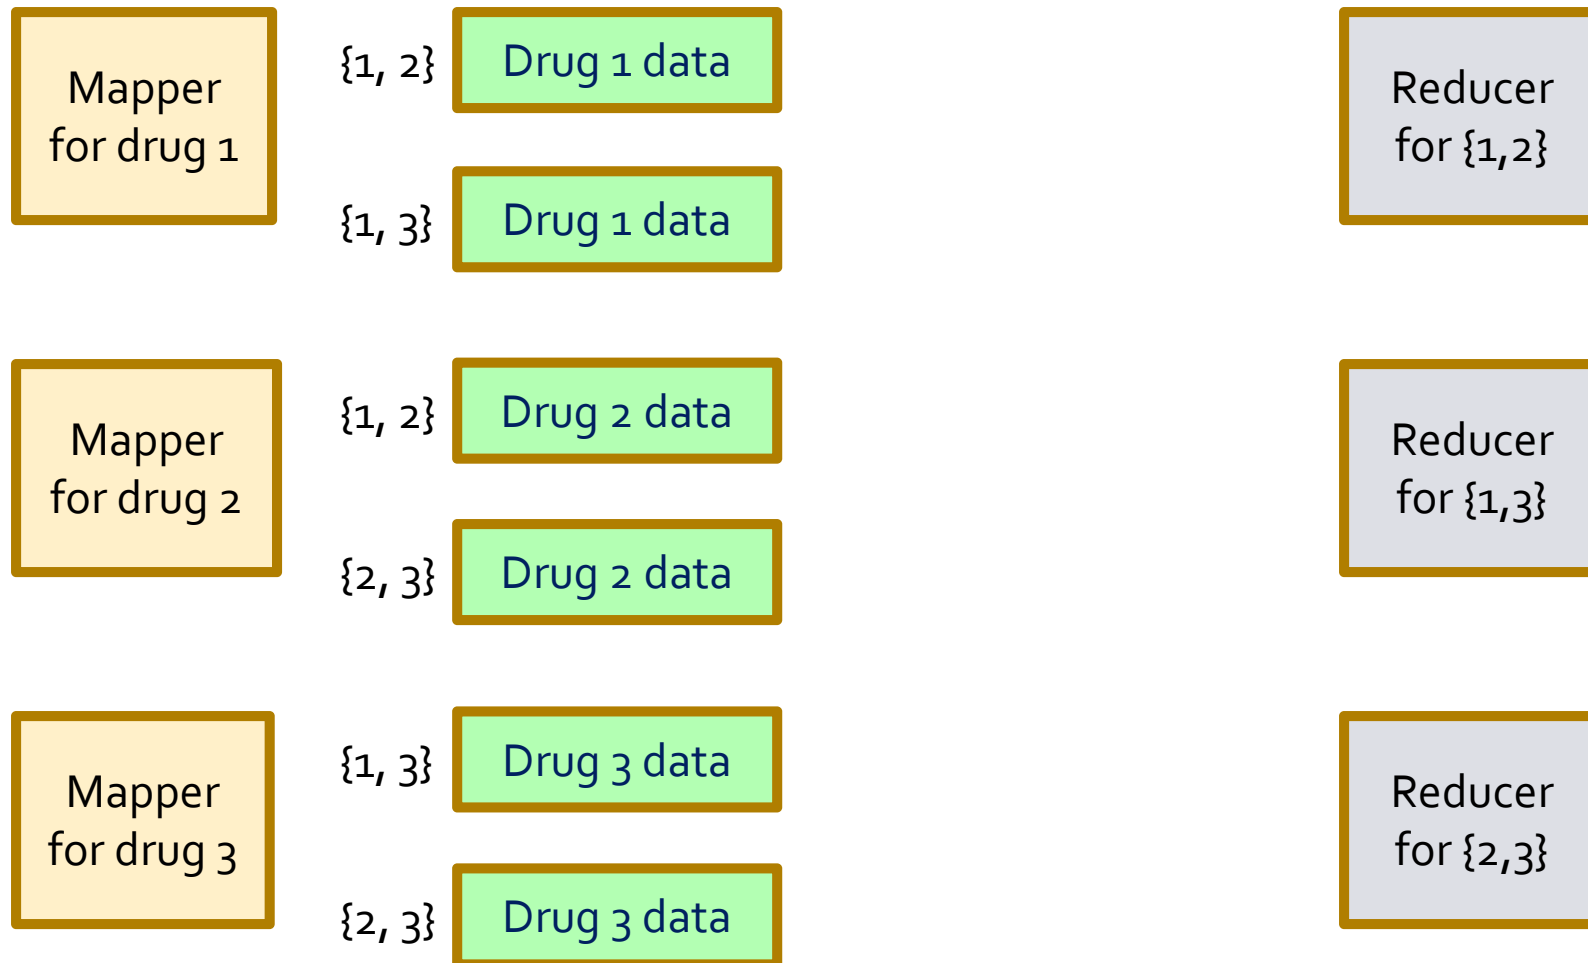 Mapper
for drug 1
{1, 2}
Drug 1 data
{1, 3}
Drug 1 data
Reducer
for {1,2}
Mapper
for drug 2
{1, 2}
Drug 2 data
{2, 3}
Drug 2 data
Reducer
for {1,3}
Mapper
for drug 3
{1, 3}
Drug 3 data
{2, 3}
Drug 3 data
Reducer
for {2,3}